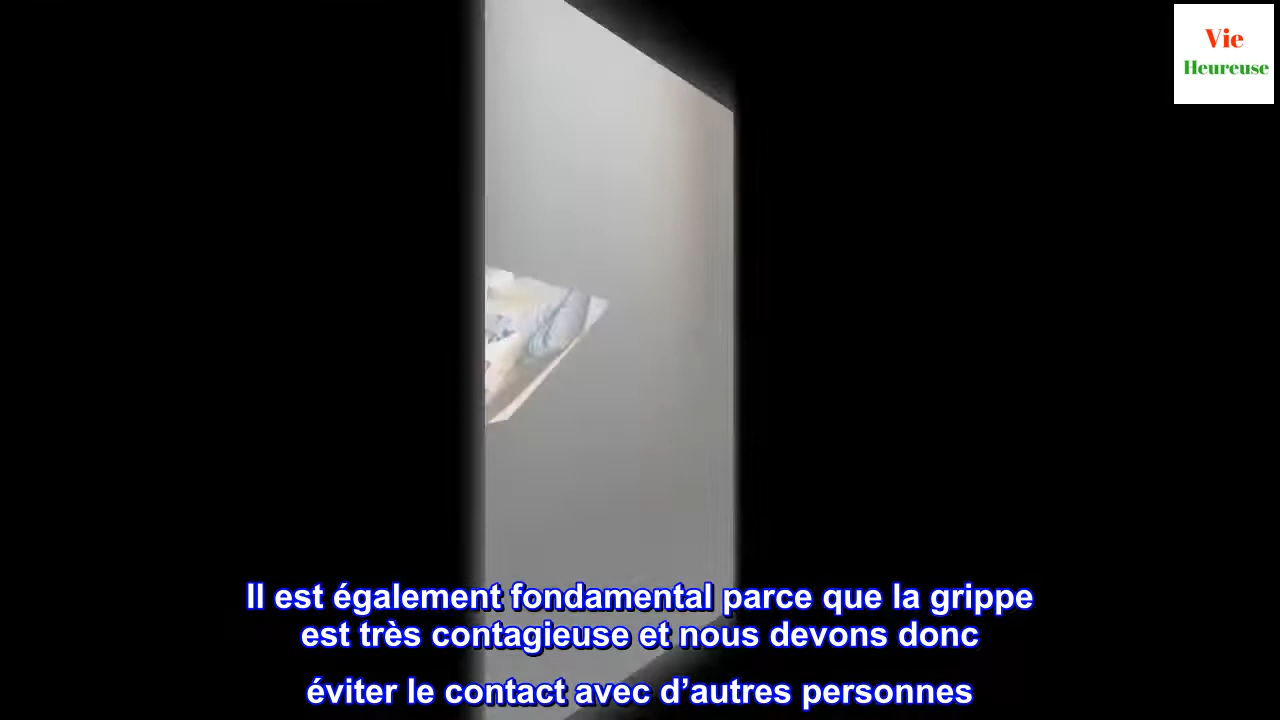 Vie
Heureuse
Il est également fondamental parce que la grippe
est très contagieuse et nous devons donc
éviter le contact avec d’autres personnes